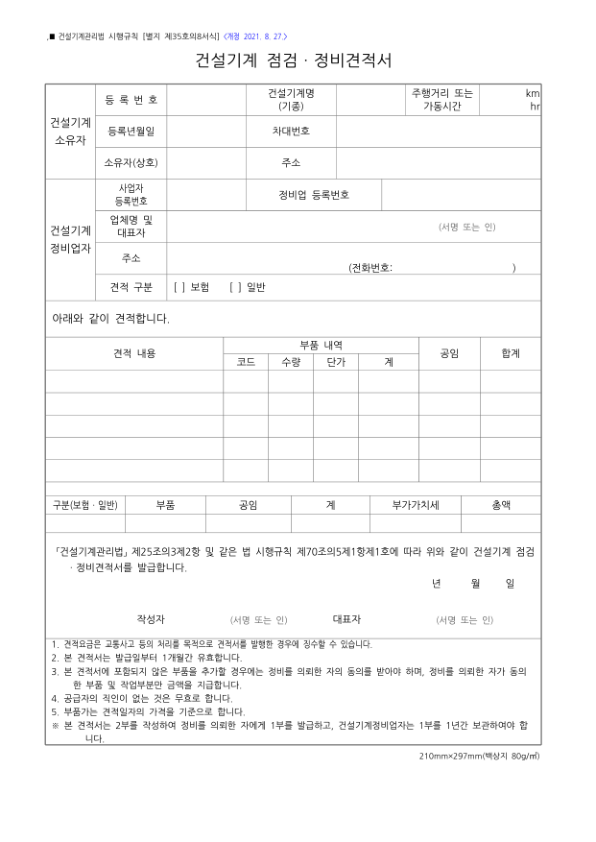 ,■ 건설기계관리법 시행규칙 [별지 제35호의8서식] <개정 2021. 8. 27.>
건설기계 점검ㆍ정비견적서
건설기계
소유자
등 록 번 호
건설기계명
(기종)
주행거리 또는
가동시간
km
hr
등록년월일
차대번호
소유자(상호)
주소
건설기계
정비업자
사업자
등록번호
정비업 등록번호
업체명 및
대표자
(서명 또는 인)
주소
(전화번호: )
견적 구분
[ ] 보험 [ ] 일반
아래와 같이 견적합니다.
견적 내용
부품 내역
공임
합계
코드
수량
단가
계
구분(보험ㆍ일반)
부품
공임
계
부가가치세
총액
「건설기계관리법」 제25조의3제2항 및 같은 법 시행규칙 제70조의5제1항제1호에 따라 위와 같이 건설기계 점검
ㆍ정비견적서를 발급합니다.
년 월 일
작성자 (서명 또는 인) 대표자 (서명 또는 인)
1. 견적요금은 교통사고 등의 처리를 목적으로 견적서를 발행한 경우에 징수할 수 있습니다.
2. 본 견적서는 발급일부터 1개월간 유효합니다.
3. 본 견적서에 포함되지 않은 부품을 추가할 경우에는 정비를 의뢰한 자의 동의를 받아야 하며, 정비를 의뢰한 자가 동의
한 부품 및 작업부분만 금액을 지급합니다.
4. 공급자의 직인이 없는 것은 무효로 합니다.
5. 부품가는 견적일자의 가격을 기준으로 합니다.
※ 본 견적서는 2부를 작성하여 정비를 의뢰한 자에게 1부를 발급하고, 건설기계정비업자는 1부를 1년간 보관하여야 합
니다.
210mm×297mm(백상지 80g/㎡)